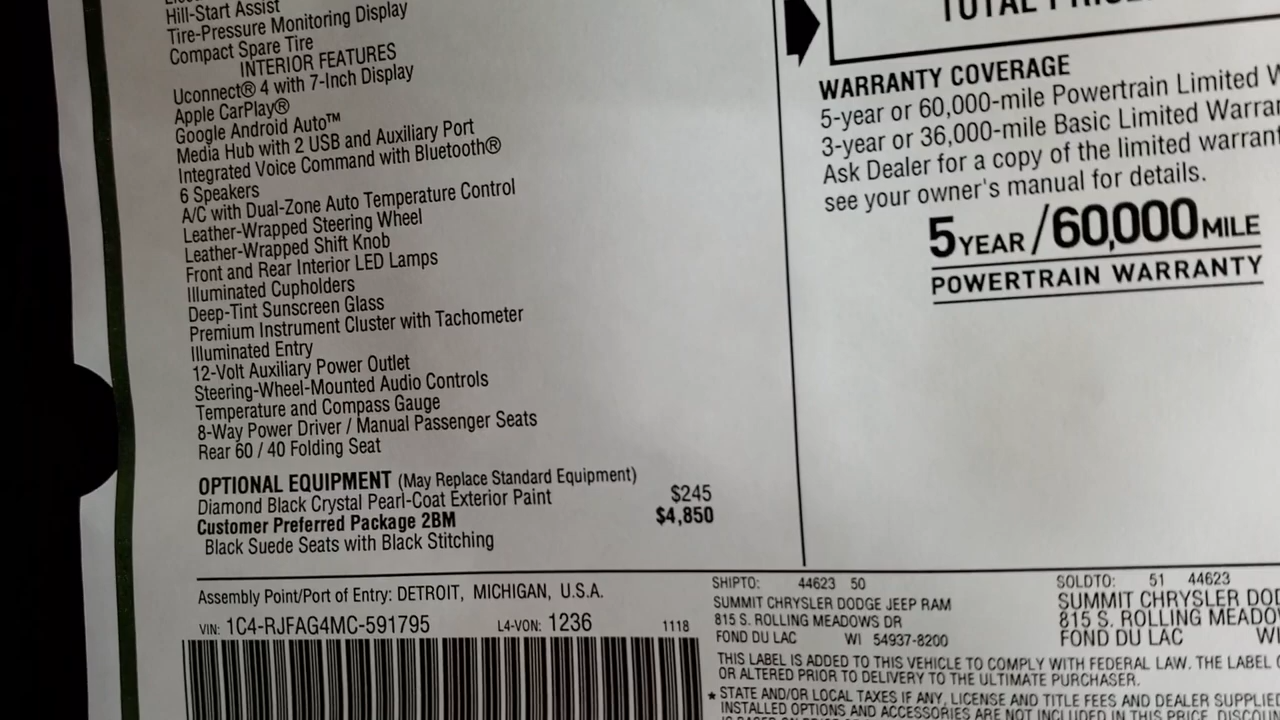 Hill-Start Assist
Tire-Pressure Monitoring Display
Compact Spare Tire
INTERIOR FEATURES
Uconnect® 4 with 7-Inch Display
Apple CarPlay®
Google Android Auto™
Media Hub with 2 USB and Auxiliary Port
Integrated Voice Command with Bluetooth®
6 Speakers
A/C with Dual-Zone Auto Temperature Control
Leather-Wrapped Steering Wheel
Leather-Wrapped Shift Knob
Front and Rear Interior LED Lamps
Illuminated Cupholders
Deep-Tint Sunscreen Glass
Premium Instrument Cluster with Tachometer
Illuminated Entry
12-Volt Auxiliary Power Outlet
Steering-Wheel-Mounted Audio Controls
Temperature and Compass Gauge
8-Way Power Driver / Manual Passenger Seats
Rear 60 / 40 Folding Seat
OPTIONAL EQUIPMENT (May Replace Standard Equipment)
Diamond Black Crystal Pearl-Coat Exterior Paint $245
Customer Preferred Package 2BM $4,850
Black Suede Seats with Black Stitching
TOTAL
WARRANTY COVERAGE
5-year or 60,000-mile Powertrain Limited W
3-year or 36,000-mile Basic Limited Warra
Ask Dealer for a copy of the limited warrant
see your owner's manual for details.
5 YEAR / 60,000 MILE
POWERTRAIN WARRANTY
Assembly Point/Port of Entry: DETROIT, MICHIGAN, U.S.A.
VIN: 1C4-RJFAG4MC-591795 L4-VON: 1236 1118
SHIPTO: 44623 50
SUMMIT CHRYSLER DODGE JEEP RAM
815 S. ROLLING MEADOWS DR
FOND DU LAC WI 54937-8200
SOLDTO: 51 44623
SUMMIT CHRYSLER DOD
815 S. ROLLING MEADO
FOND DU LAC WI
THIS LABEL IS ADDED TO THIS VEHICLE TO COMPLY WITH FEDERAL LAW. THE LABEL
OR ALTERED PRIOR TO DELIVERY TO THE ULTIMATE PURCHASER.
★ STATE AND/OR LOCAL TAXES IF ANY, LICENSE AND TITLE FEES AND DEALER SUPPLIE
INSTALLED OPTIONS AND ACCESSORIES ARE NOT INCLUDED IN THIS PRICE. DISCOUN